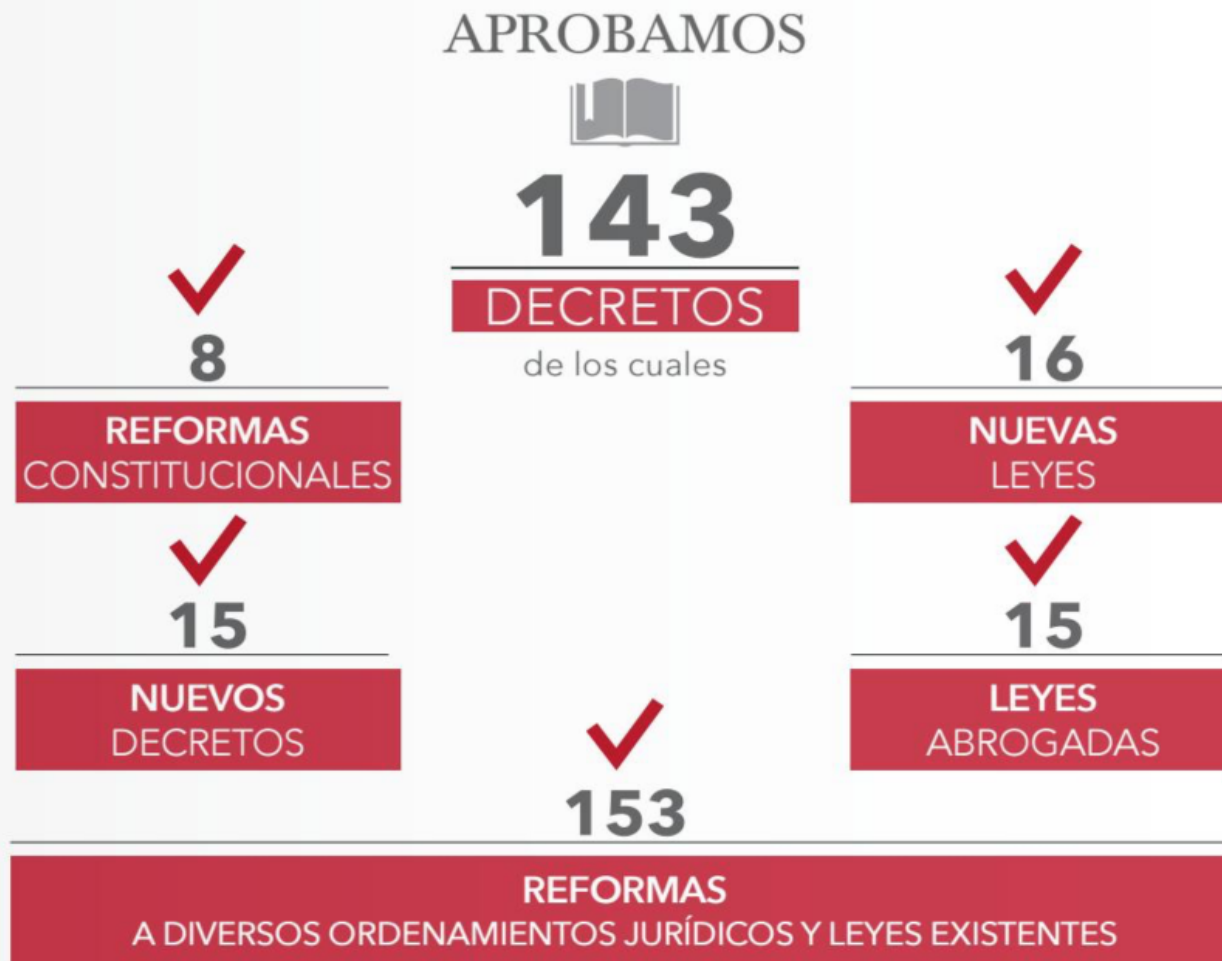 APROBAMOS
143
DECRETOS
de los cuales
8
REFORMAS
CONSTITUCIONALES
16
NUEVAS
LEYES
15
NUEVOS
DECRETOS
15
LEYES
ABROGADAS
153
REFORMAS
A DIVERSOS ORDENAMIENTOS JURÍDICOS Y LEYES EXISTENTES